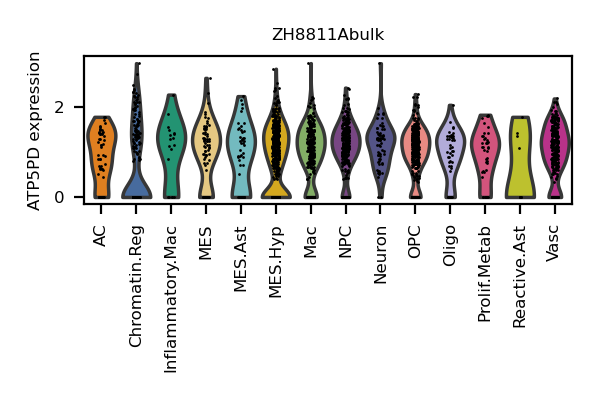 ZH8811Abulk
ATP5PD expression
2
0
AC
Chromatin.Reg
Inflammatory.Mac
MES
MES.Ast
MES.Hyp
Mac
NPC
Neuron
OPC
Oligo
Prolif.Metab
Reactive.Ast
Vasc